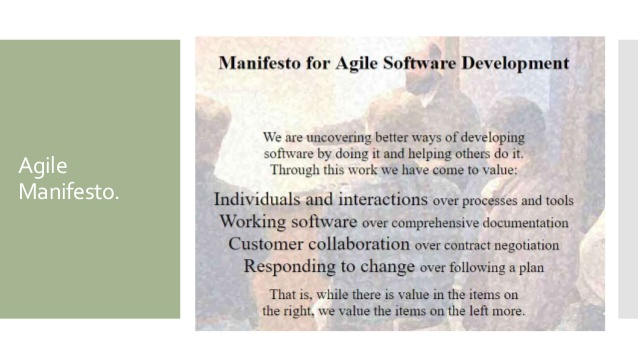 Agile
Manifesto.
Manifesto for Agile Software Development
We are uncovering better ways of developing
software by doing it and helping others do it.
Through this work we have come to value:
Individuals and interactions over processes and tools
Working software over comprehensive documentation
Customer collaboration over contract negotiation
Responding to change over following a plan
That is, while there is value in the items on
the right, we value the items on the left more.